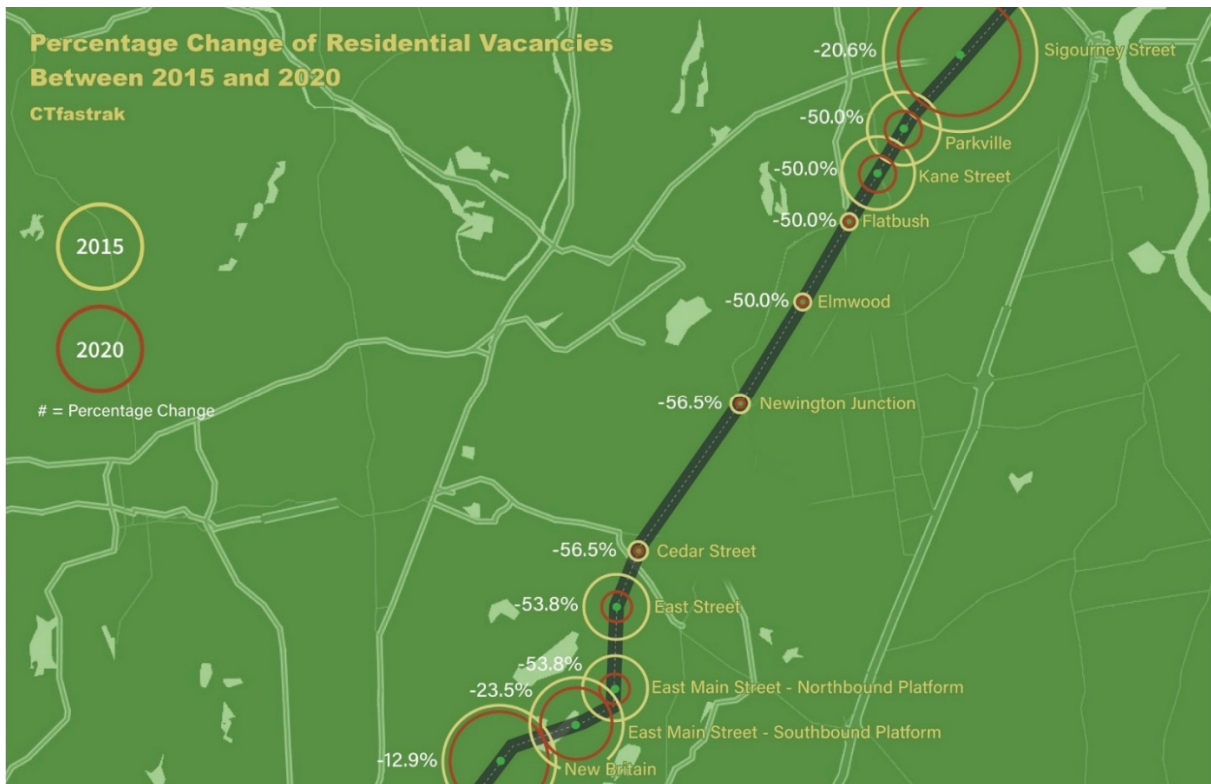 Percentage Change of Residential Vacancies
Between 2015 and 2020
CTfastrak
2015
2020
# = Percentage Change
-20.6%
Sigourney Street
-50.0%
Parkville
-50.0%
Kane Street
-50.0%
Flatbush
-50.0%
Elmwood
-56.5%
Newington Junction
-56.5%
Cedar Street
-53.8%
East Street
-53.8%
East Main Street - Northbound Platform
-23.5%
East Main Street - Southbound Platform
-12.9%
New Britain